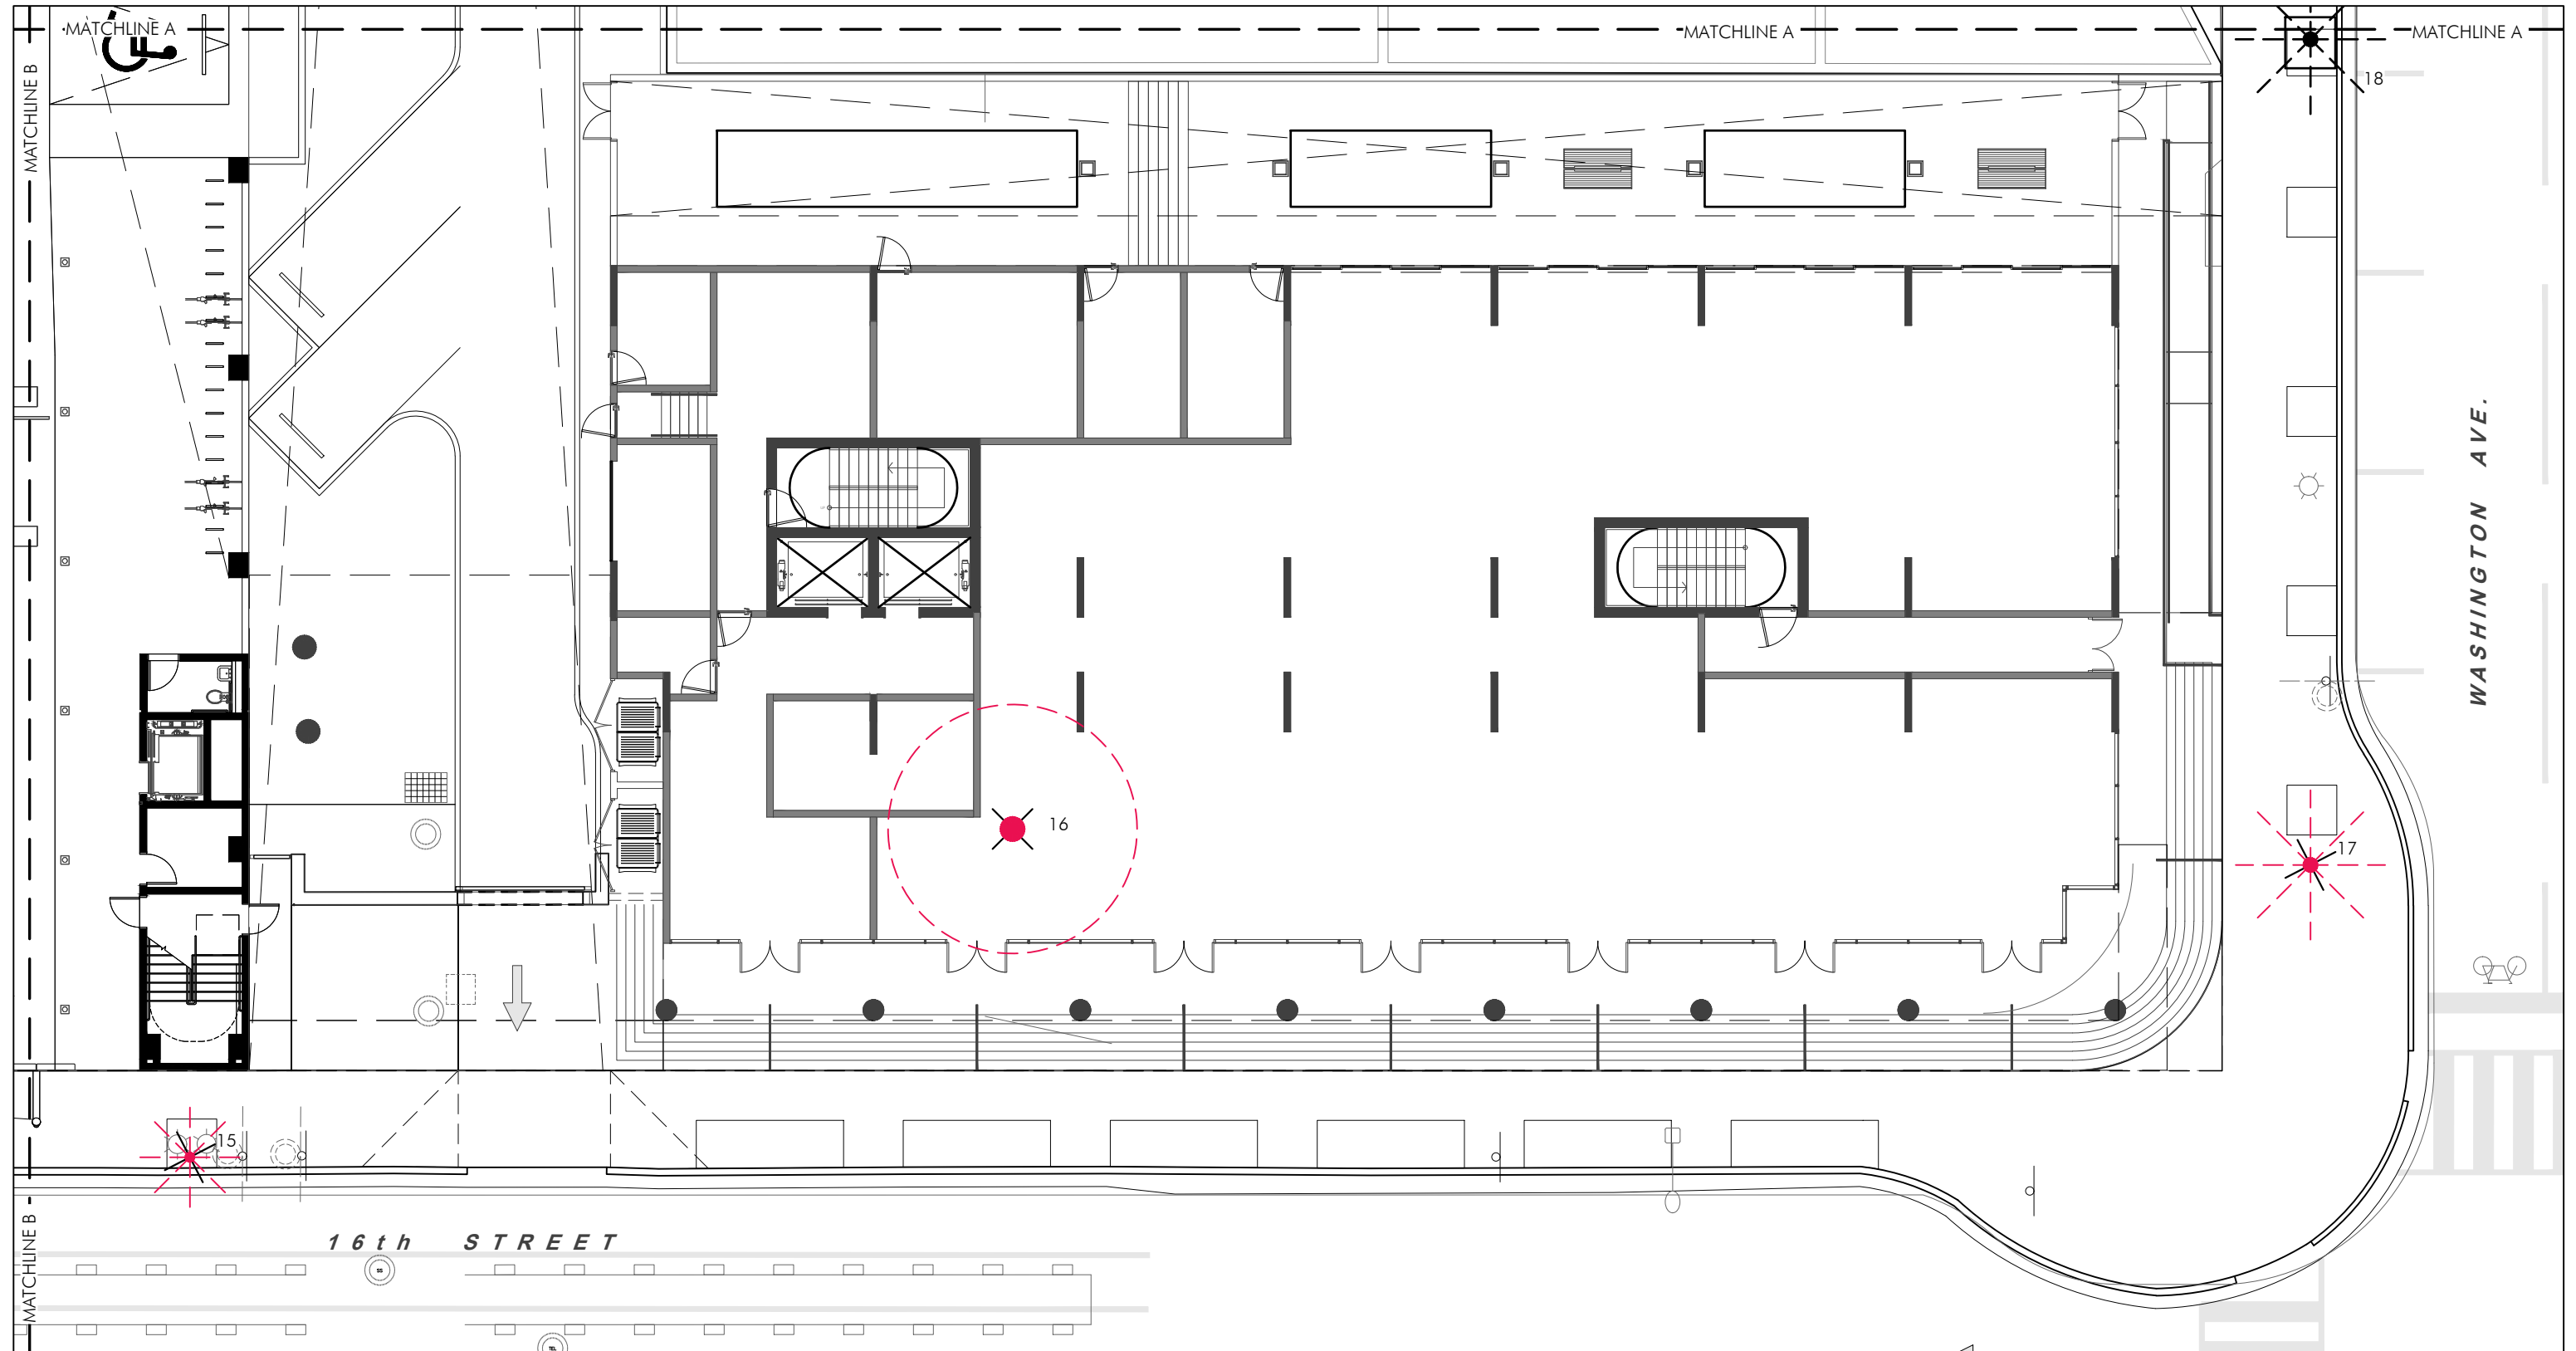 MATCHLINE A
MATCHLINE A
MATCHLINE A
MATCHLINE B
18
WASHINGTON AVE.
16
17
15
16th STREET
MATCHLINE B